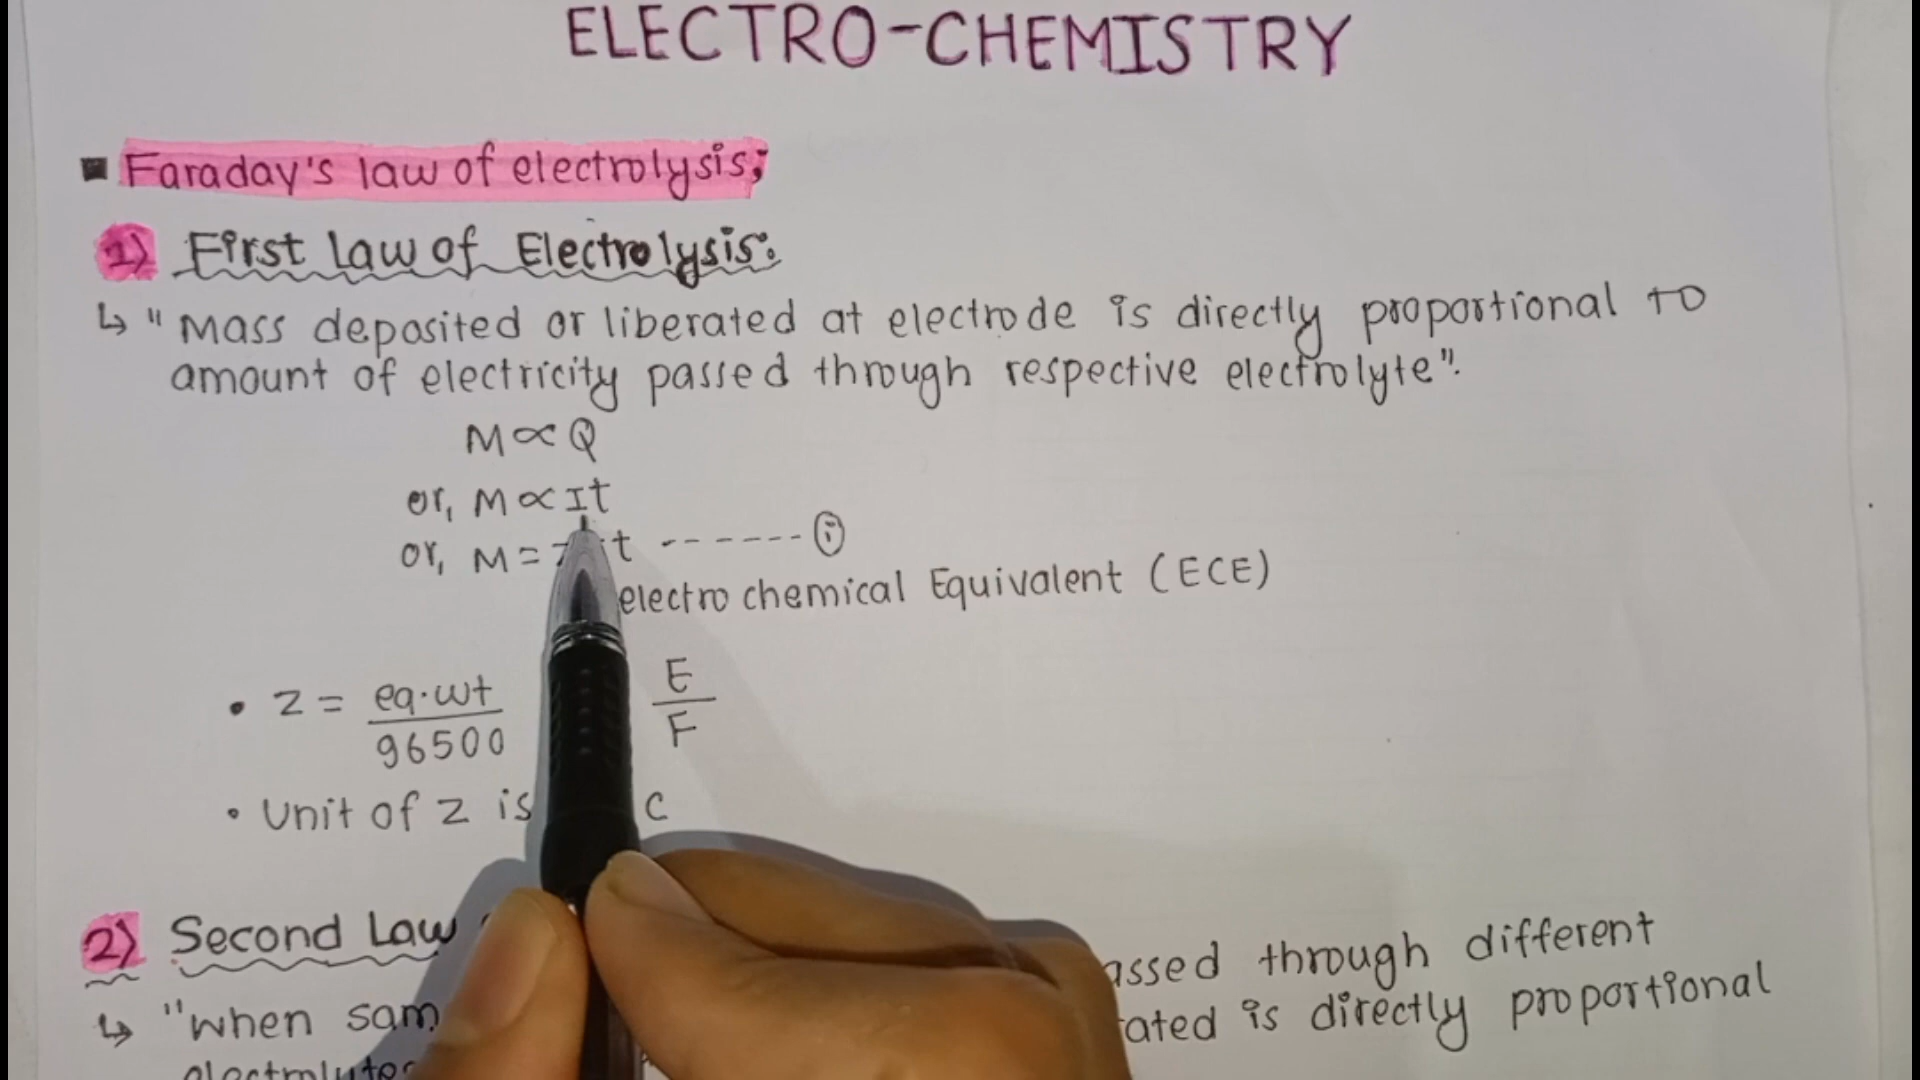 ELECTRO-CHEMISTRY
Faraday's law of electrolysis;
1) First Law of Electrolysis:
↳ "Mass deposited or liberated at electrode is directly proportional to
amount of electricity passed through respective electrolyte".
M ∝ Q
or, M ∝ It
or, M = t ------- (i)
electro chemical Equivalent (ECE)
• Z = eq.wt / 96500 E / F
• Unit of Z is C
2) Second Law
↳ "when sam assed through different
ated is directly proportional